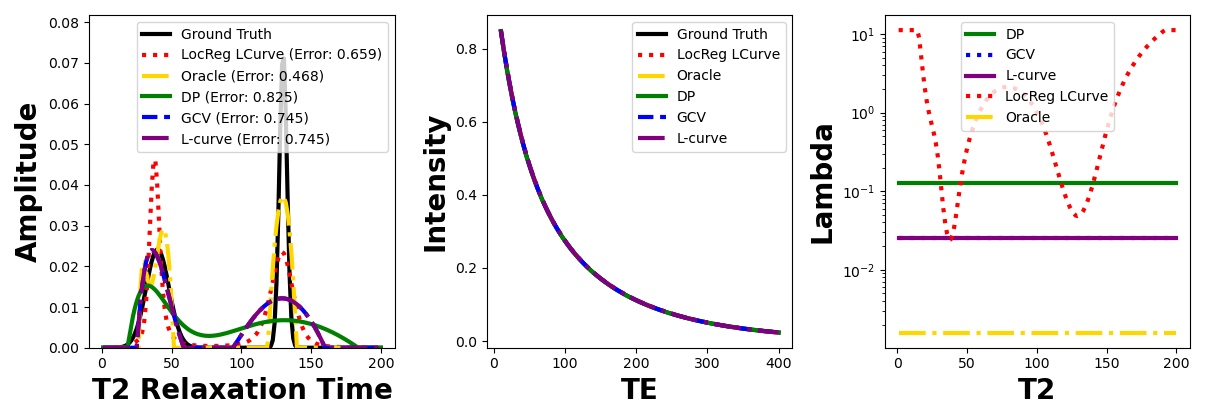 Amplitude
0.08
0.07
0.06
0.05
0.04
0.03
0.02
0.01
0.00
0
50
100
150
200
T2 Relaxation Time
Ground Truth
LocReg LCurve (Error: 0.659)
Oracle (Error: 0.468)
DP (Error: 0.825)
GCV (Error: 0.745)
L-curve (Error: 0.745)
Intensity
0.8
0.6
0.4
0.2
0.0
0
100
200
300
400
TE
Ground Truth
LocReg LCurve
Oracle
DP
GCV
L-curve
Lambda
10¹
10⁰
10⁻¹
10⁻²
0
50
100
150
200
T2
DP
GCV
L-curve
LocReg LCurve
Oracle